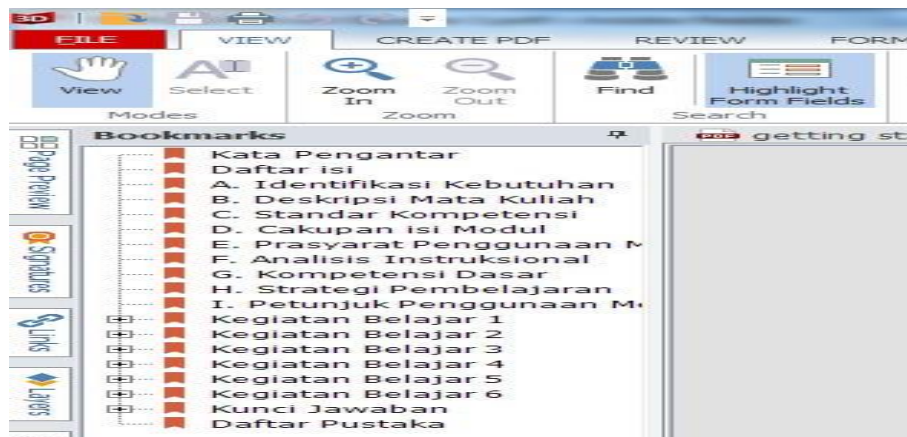 3D
FILE VIEW CREATE PDF REVIEW FORM
View Select Zoom In Zoom Out Find Highlight Form Fields
Modes Zoom Search
Bookmarks getting st
Page Preview
Signatures
Links
Layers
Kata Pengantar
Daftar isi
A. Identifikasi Kebutuhan
B. Deskripsi Mata Kuliah
C. Standar Kompetensi
D. Cakupan isi Modul
E. Prasyarat Penggunaan M
F. Analisis Instruksional
G. Kompetensi Dasar
H. Strategi Pembelajaran
I. Petunjuk Penggunaan Mo
Kegiatan Belajar 1
Kegiatan Belajar 2
Kegiatan Belajar 3
Kegiatan Belajar 4
Kegiatan Belajar 5
Kegiatan Belajar 6
Kunci Jawaban
Daftar Pustaka